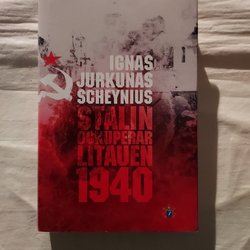 IGNAS
JURKUNAS
SCHEYNIUS
STALIN
OCKUPERAR
LITAUEN
1940